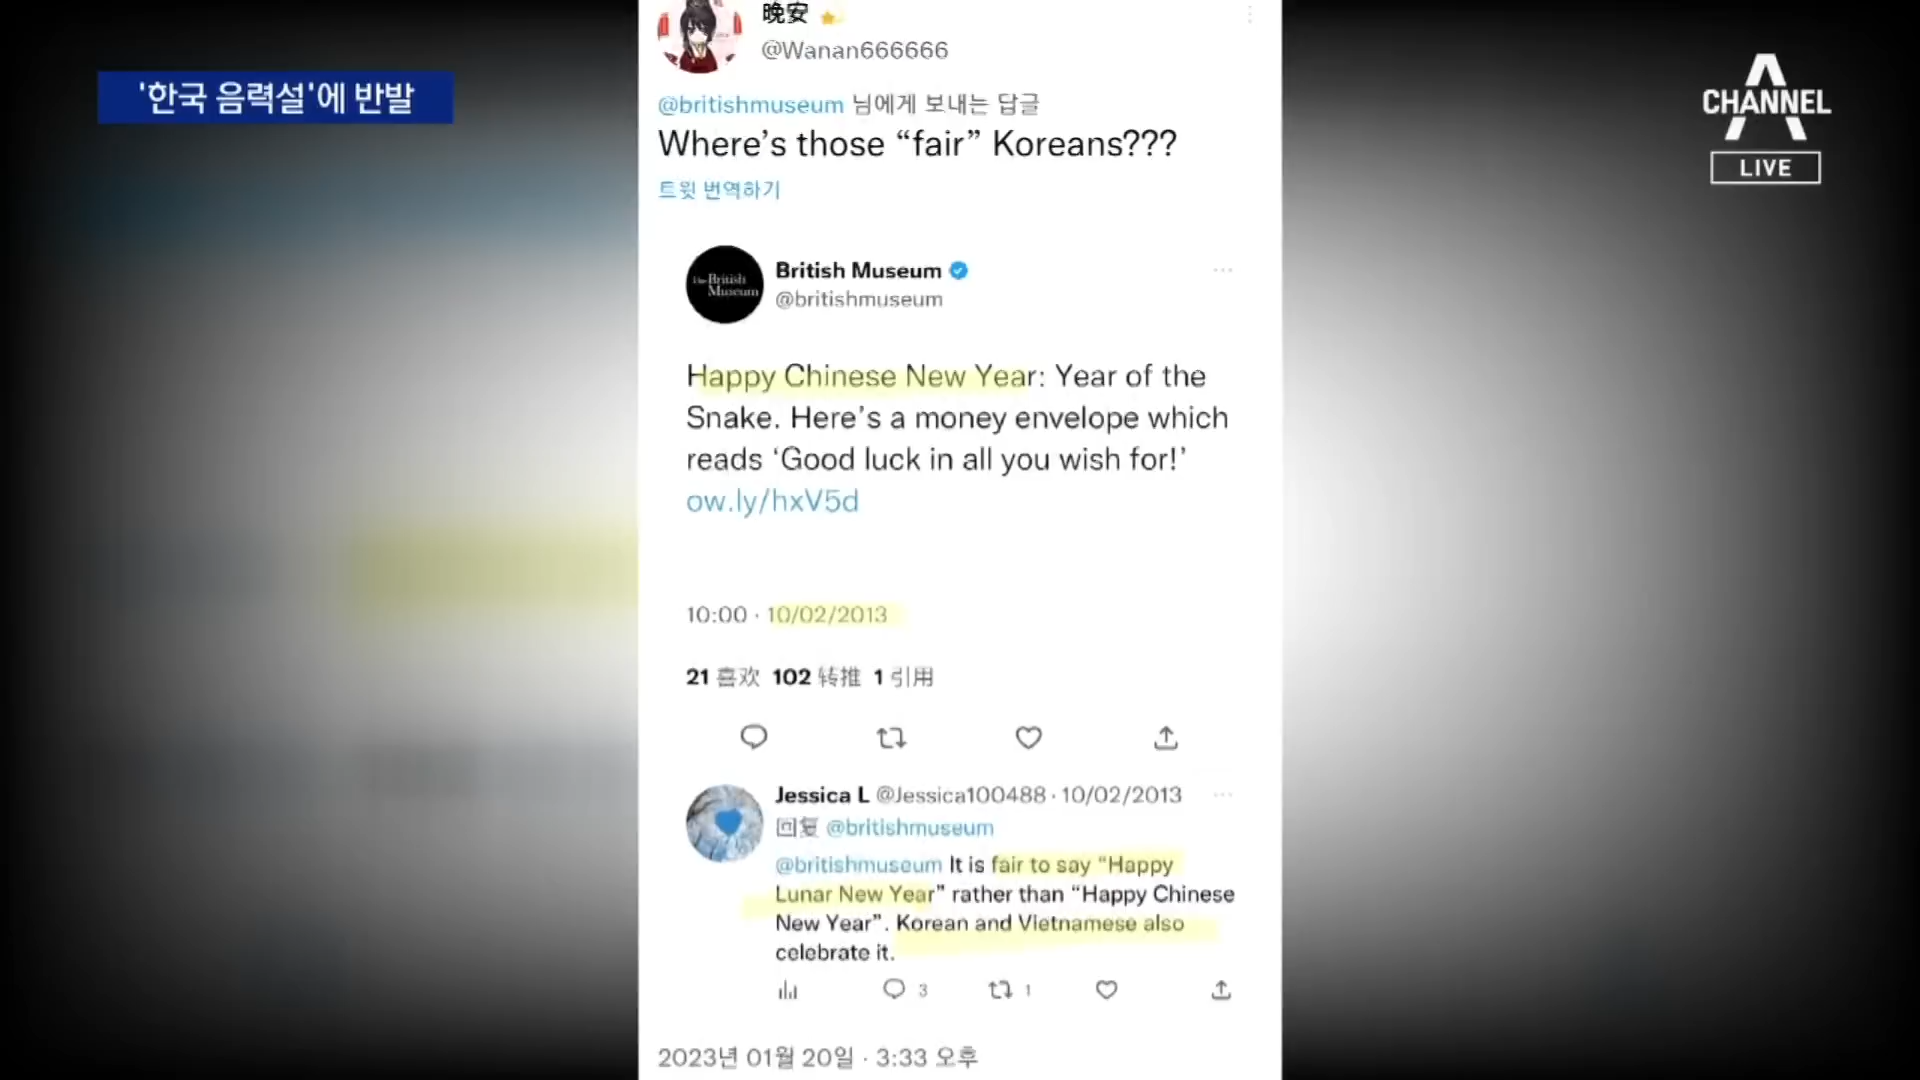 '한국 음력설'에 반발
CHANNEL A
LIVE
晚安
@Wanan666666
@britishmuseum 님에게 보내는 답글
Where's those “fair” Koreans???
트윗 번역하기
The British Museum
British Museum
@britishmuseum
Happy Chinese New Year: Year of the
Snake. Here's a money envelope which
reads ‘Good luck in all you wish for!’
ow.ly/hxV5d
10:00 · 10/02/2013
21 喜欢 102 转推 1 引用
Jessica L @Jessica100488 · 10/02/2013
回复 @britishmuseum
@britishmuseum It is fair to say “Happy
Lunar New Year” rather than “Happy Chinese
New Year”. Korean and Vietnamese also
celebrate it.
3 1
2023년 01월 20일 · 3:33 오후